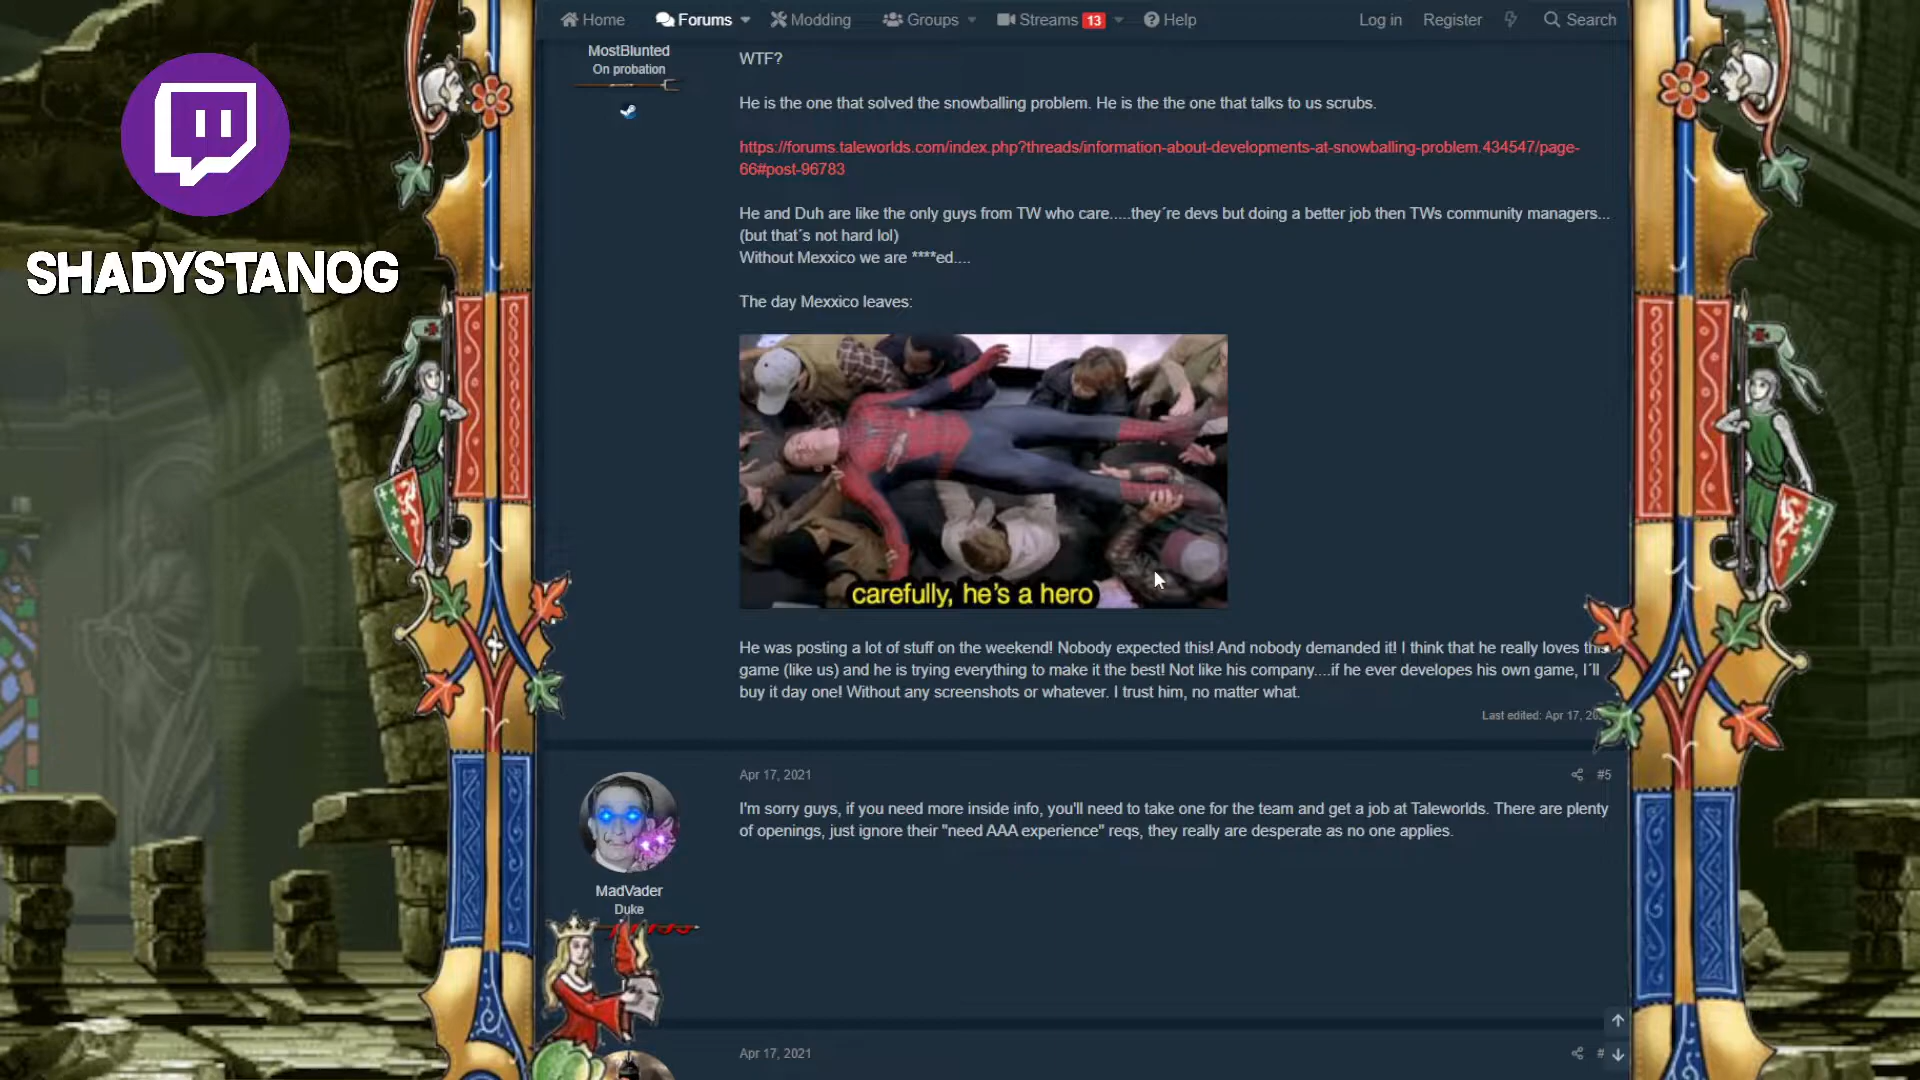 Home
Forums
Modding
Groups
Streams 13
Help
Log in
Register
Search
SHADYSTANOG
MostBlunted
On probation
WTF?
He is the one that solved the snowballing problem. He is the the one that talks to us scrubs.
https://forums.taleworlds.com/index.php?threads/information-about-developments-at-snowballing-problem.434547/page-
66#post-96783
He and Duh are like the only guys from TW who care.....they´re devs but doing a better job then TWs community managers...
(but that´s not hard lol)
Without Mexxico we are ****ed....
The day Mexxico leaves:
carefully, he's a hero
He was posting a lot of stuff on the weekend! Nobody expected this! And nobody demanded it! I think that he really loves this
game (like us) and he is trying everything to make it the best! Not like his company....if he ever developes his own game, I´ll
buy it day one! Without any screenshots or whatever. I trust him, no matter what.
Last edited: Apr 17,
Apr 17, 2021
#5
MadVader
Duke
I'm sorry guys, if you need more inside info, you'll need to take one for the team and get a job at Taleworlds. There are plenty
of openings, just ignore their "need AAA experience" reqs, they really are desperate as no one applies.
Apr 17, 2021
#